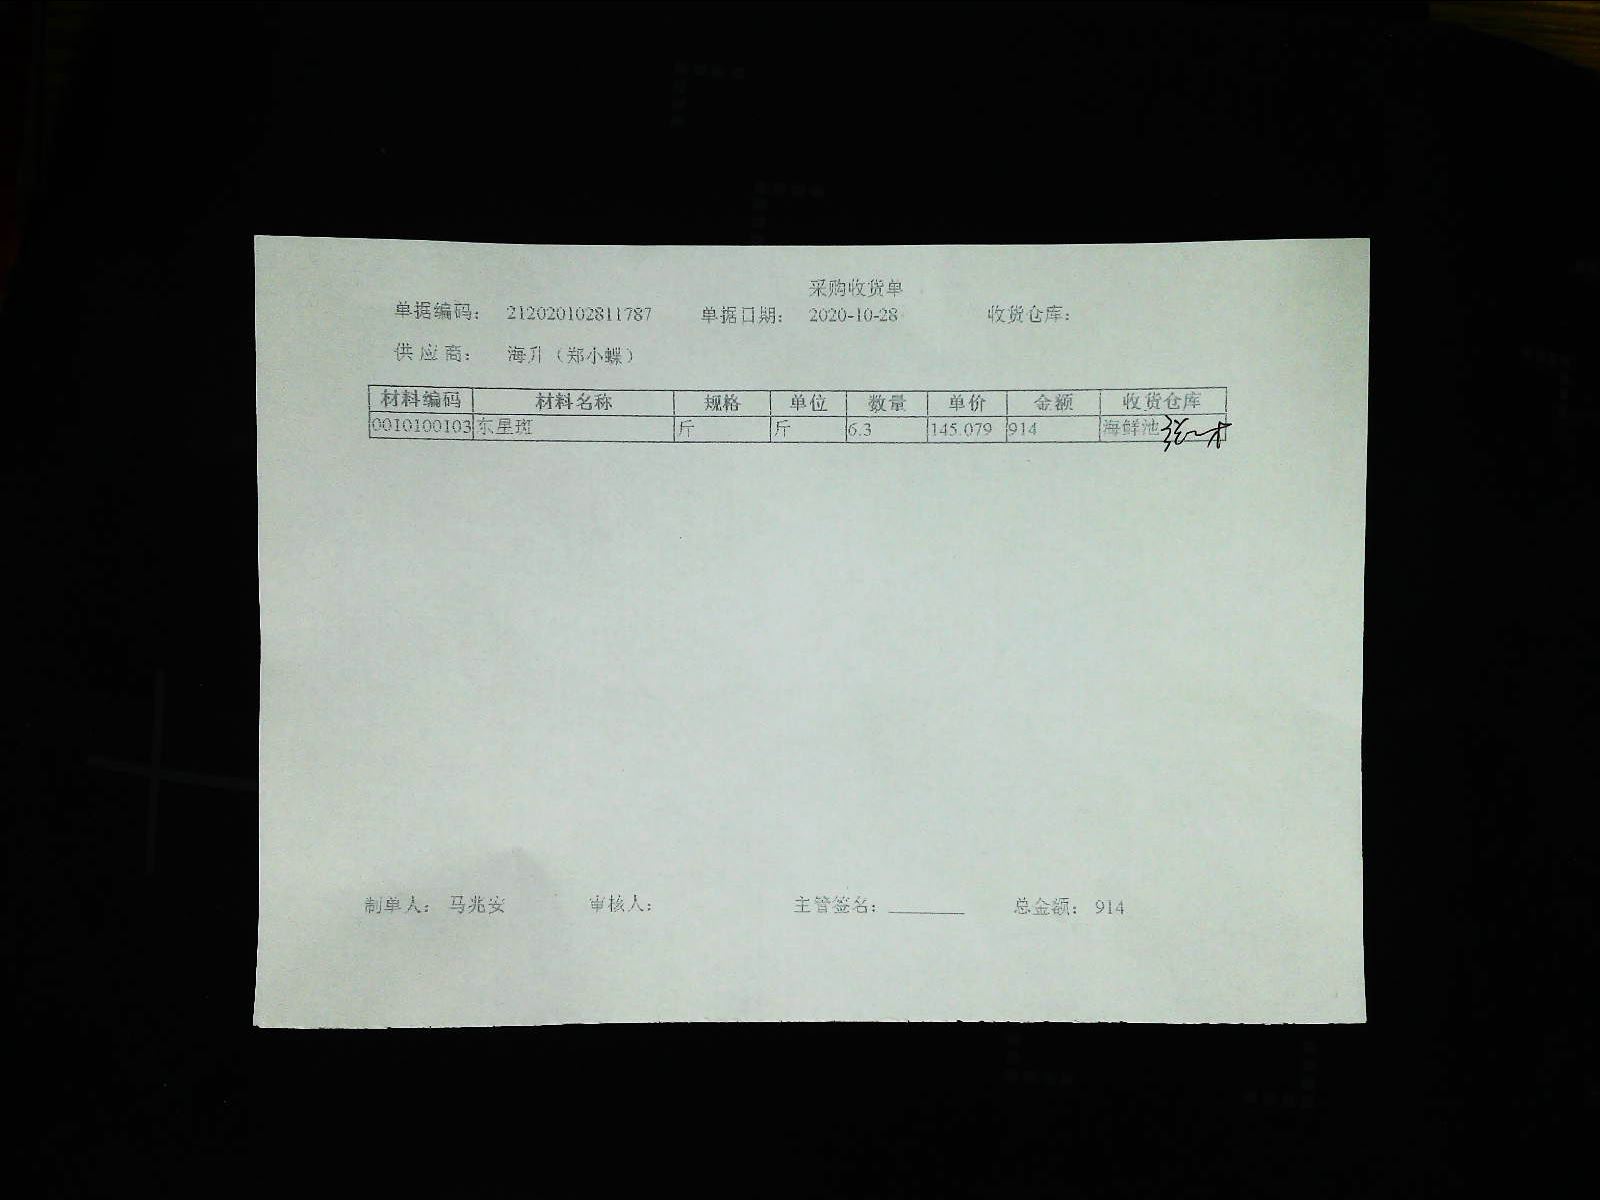 采购收货单
单据编码： 212020102811787 单据日期： 2020-10-28 收货仓库：
供应商： 海升（郑小蝶）
材料编码 材料名称 规格 单位 数量 单价 金额 收货仓库
0010100103 东星斑 斤 斤 6.3 145.079 914 海鲜池
制单人： 马兆安 审核人： 主管签名： ________ 总金额： 914